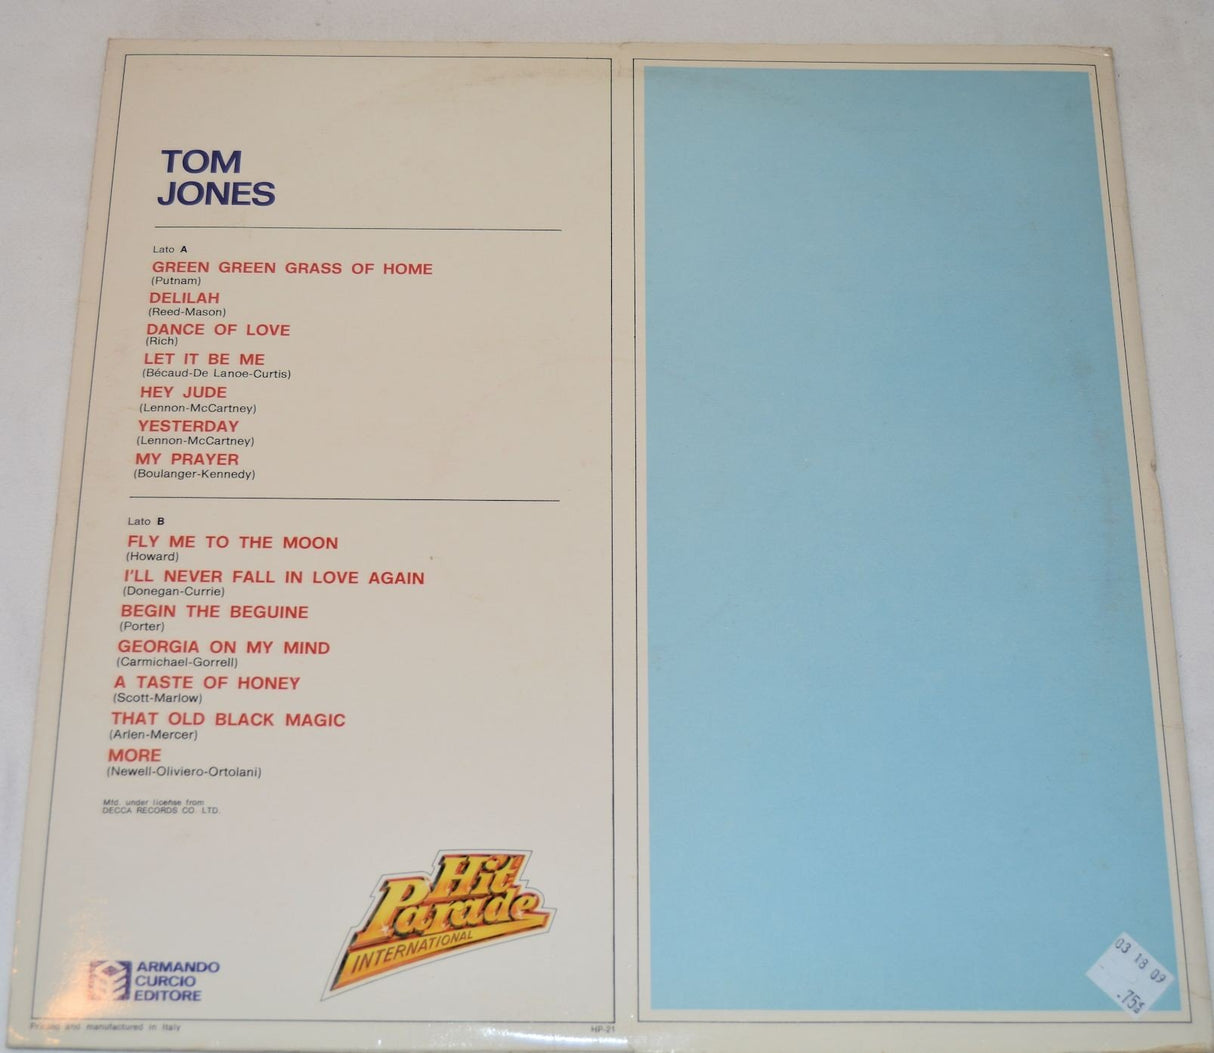 TOM
JONES
Lato A
GREEN GREEN GRASS OF HOME
(Putnam)
DELILAH
(Reed-Mason)
DANCE OF LOVE
(Rich)
LET IT BE ME
(Bécaud-De Lanoe-Curtis)
HEY JUDE
(Lennon-McCartney)
YESTERDAY
(Lennon-McCartney)
MY PRAYER
(Boulanger-Kennedy)
Lato B
FLY ME TO THE MOON
(Howard)
I'LL NEVER FALL IN LOVE AGAIN
(Donegan-Currie)
BEGIN THE BEGUINE
(Porter)
GEORGIA ON MY MIND
(Carmichael-Gorrell)
A TASTE OF HONEY
(Scott-Marlow)
THAT OLD BLACK MAGIC
(Arlen-Mercer)
MORE
(Newell-Oliviero-Ortolani)
Mfd. under license from
DECCA RECORDS CO. LTD.
Hit
Parade
INTERNATIONAL
ARMANDO
CURCIO
EDITORE
Printed and manufactured in Italy
HP-21
03 18 09
.75$